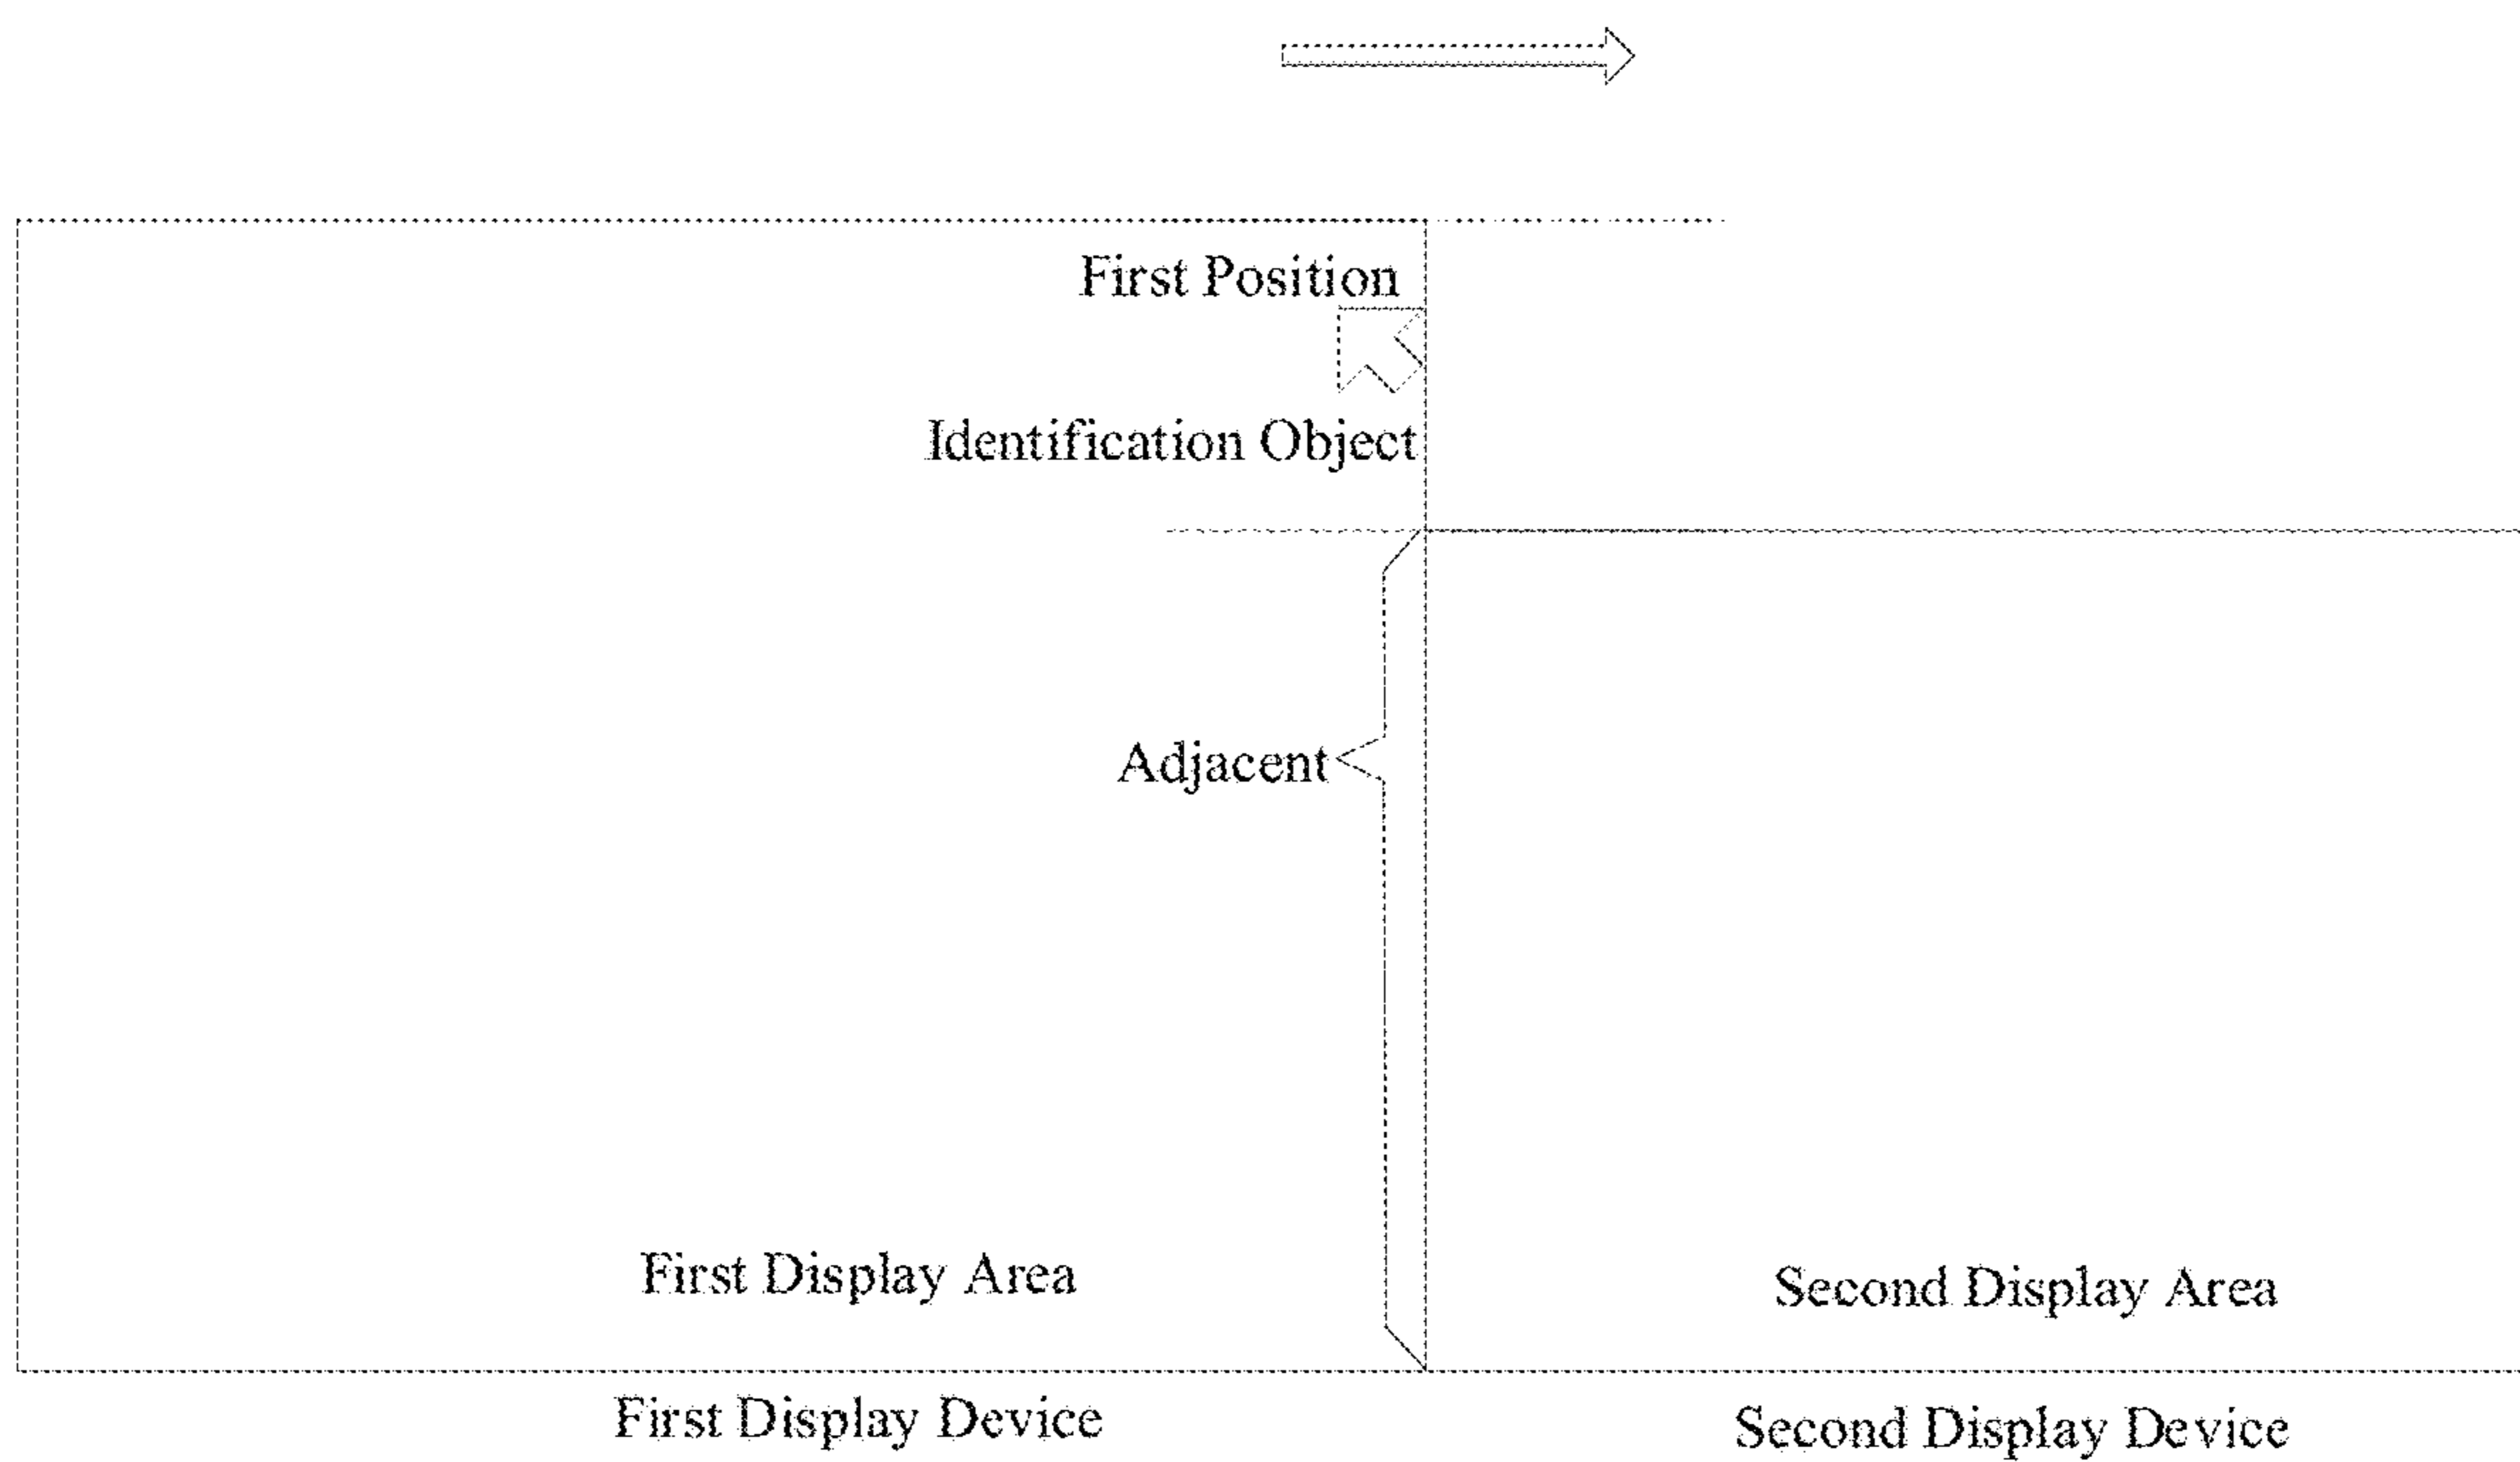 First Position
Identification Object
Adjacent
First Display Area
Second Display Area
First Display Device
Second Display Device